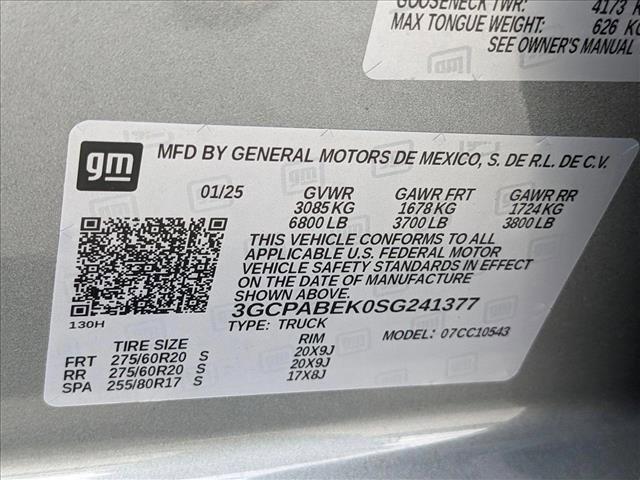 GOOSENECK TWR: 4173
MAX TONGUE WEIGHT: 626 KG
SEE OWNER'S MANUAL
gm
MFD BY GENERAL MOTORS DE MEXICO, S. DE R.L. DE C.V.
01/25 GVWR GAWR FRT GAWR RR
3085 KG 1678 KG 1724 KG
6800 LB 3700 LB 3800 LB
THIS VEHICLE CONFORMS TO ALL
APPLICABLE U.S. FEDERAL MOTOR
VEHICLE SAFETY STANDARDS IN EFFECT
ON THE DATE OF MANUFACTURE
SHOWN ABOVE.
3GCPABEK0SG241377
130H
TYPE: TRUCK MODEL: 07CC10543
TIRE SIZE RIM
FRT 275/60R20 S 20X9J
RR 275/60R20 S 20X9J
SPA 255/80R17 S 17X8J